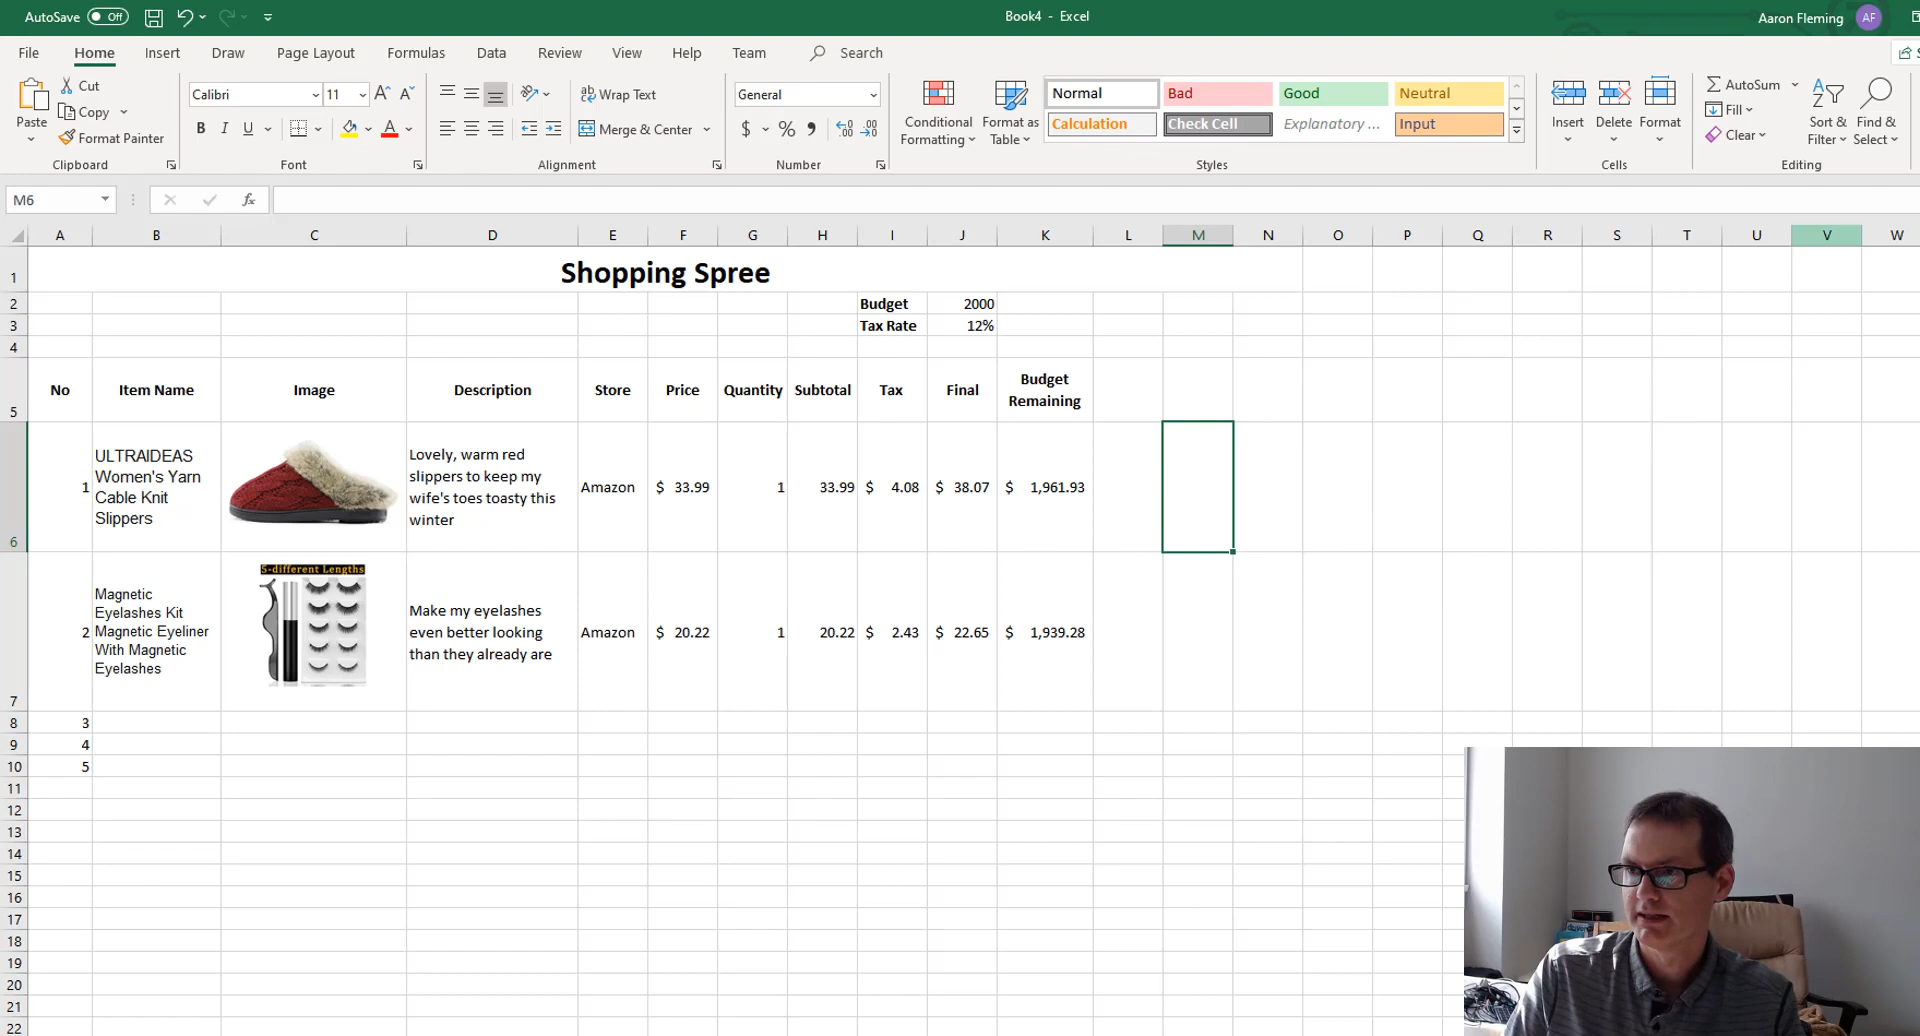 AutoSave Off
Book4 - Excel
Aaron Fleming AF
File Home Insert Draw Page Layout Formulas Data Review View Help Team Search
Paste
Cut
Copy
Format Painter
Clipboard
Calibri 11
B I U
Font
Wrap Text
Merge & Center
Alignment
General
$ % 9
Number
Conditional Formatting
Format as Table
Normal Bad Good Neutral
Calculation Check Cell Explanatory ... Input
Styles
Insert Delete Format
Cells
AutoSum
Fill
Clear
Sort & Filter
Find & Select
Editing
M6
fx
A B C D E F G H I J K L M N O P Q R S T U V W
1 Shopping Spree
2 Budget 2000
3 Tax Rate 12%
4
5 No Item Name Image Description Store Price Quantity Subtotal Tax Final Budget Remaining
6
1
ULTRAIDEAS
Women's Yarn
Cable Knit
Slippers
Lovely, warm red
slippers to keep my
wife's toes toasty this
winter
Amazon $ 33.99 1 33.99 $ 4.08 $ 38.07 $ 1,961.93
7
2
Magnetic
Eyelashes Kit
Magnetic Eyeliner
With Magnetic
Eyelashes
5-different Lengths
Make my eyelashes
even better looking
than they already are
Amazon $ 20.22 1 20.22 $ 2.43 $ 22.65 $ 1,939.28
8 3
9 4
10 5
11
12
13
14
15
16
17
18
19
20
21
22